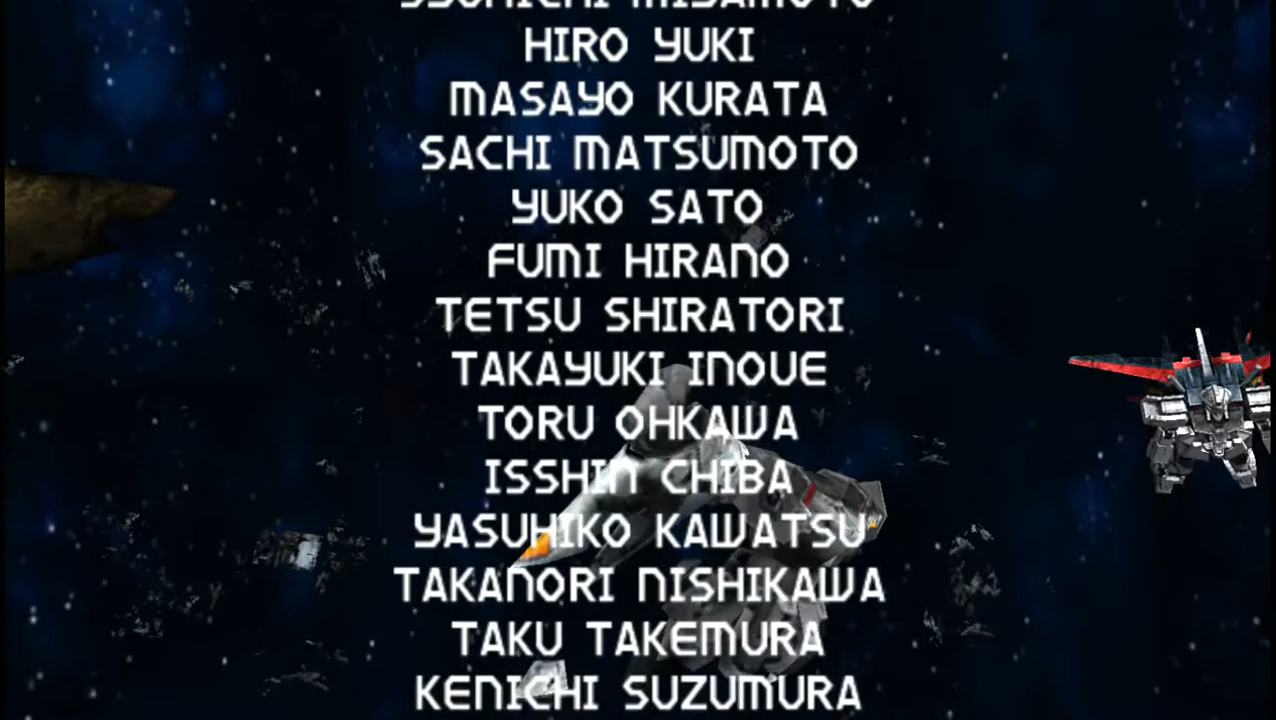 HIRO YUKI
MASAYO KURATA
SACHI MATSUMOTO
YUKO SATO
FUMI HIRANO
TETSU SHIRATORI
TAKAYUKI INOUE
TORU OHKAWA
ISSHIN CHIBA
YASUHIKO KAWATSU
TAKANORI NISHIKAWA
TAKU TAKEMURA
KENICHI SUZUMURA